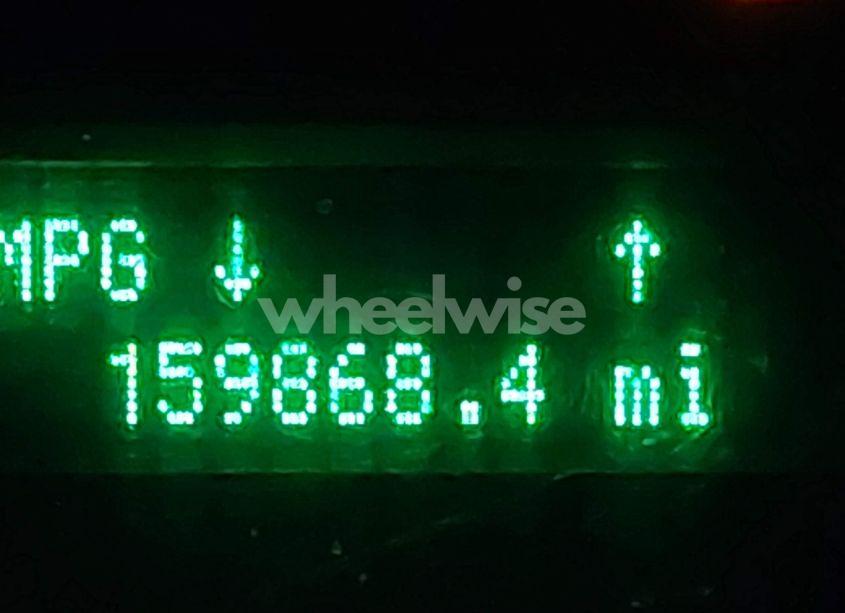 MPG ↓ ↑
wheelwise
159868.4 mi